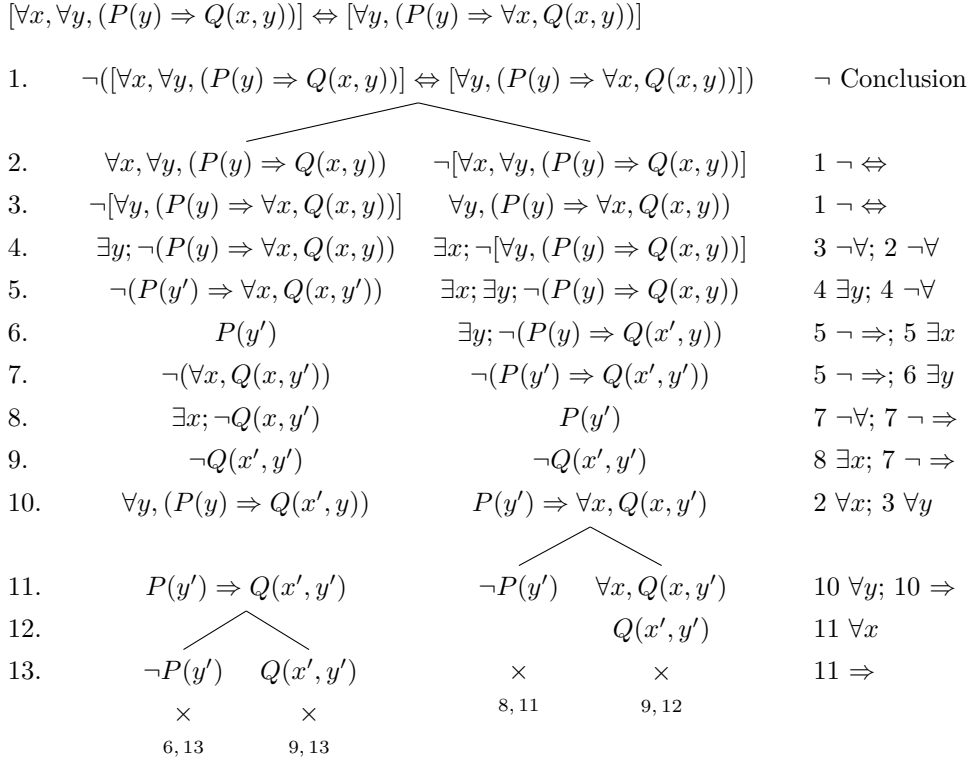 [∀x, ∀y, (P(y) ⇒ Q(x, y))] ⇔ [∀y, (P(y) ⇒ ∀x, Q(x, y))]
1. ¬([∀x, ∀y, (P(y) ⇒ Q(x, y))] ⇔ [∀y, (P(y) ⇒ ∀x, Q(x, y))]) ¬ Conclusion
2. ∀x, ∀y, (P(y) ⇒ Q(x, y)) ¬[∀x, ∀y, (P(y) ⇒ Q(x, y))] 1 ¬ ⇔
3. ¬[∀y, (P(y) ⇒ ∀x, Q(x, y))] ∀y, (P(y) ⇒ ∀x, Q(x, y)) 1 ¬ ⇔
4. ∃y; ¬(P(y) ⇒ ∀x, Q(x, y)) ∃x; ¬[∀y, (P(y) ⇒ Q(x, y))] 3 ¬∀; 2 ¬∀
5. ¬(P(y′) ⇒ ∀x, Q(x, y′)) ∃x; ∃y; ¬(P(y) ⇒ Q(x, y)) 4 ∃y; 4 ¬∀
6. P(y′) ∃y; ¬(P(y) ⇒ Q(x′, y)) 5 ¬ ⇒; 5 ∃x
7. ¬(∀x, Q(x, y′)) ¬(P(y′) ⇒ Q(x′, y′)) 5 ¬ ⇒; 6 ∃y
8. ∃x; ¬Q(x, y′) P(y′) 7 ¬∀; 7 ¬ ⇒
9. ¬Q(x′, y′) ¬Q(x′, y′) 8 ∃x; 7 ¬ ⇒
10. ∀y, (P(y) ⇒ Q(x′, y)) P(y′) ⇒ ∀x, Q(x, y′) 2 ∀x; 3 ∀y
11. P(y′) ⇒ Q(x′, y′) ¬P(y′) ∀x, Q(x, y′) 10 ∀y; 10 ⇒
12. Q(x′, y′) 11 ∀x
13. ¬P(y′) Q(x′, y′) × × 11 ⇒
8, 11 9, 12
× ×
6, 13 9, 13